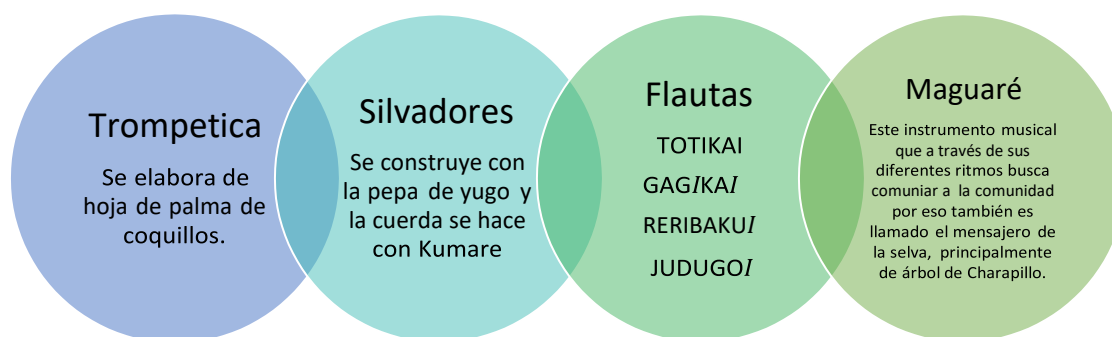 Trompetica
Se elabora de
hoja de palma de
coquillos.
Silvadores
Se construye con
la pepa de yugo y
la cuerda se hace
con Kumare
Flautas
TOTIKAI
GAGIKAI
RERIBAKUI
JUDUGOI
Maguaré
Este instrumento musical
que a través de sus
diferentes ritmos busca
comuniar a la comunidad
por eso también es
llamado el mensajero de
la selva, principalmente
de árbol de Charapillo.